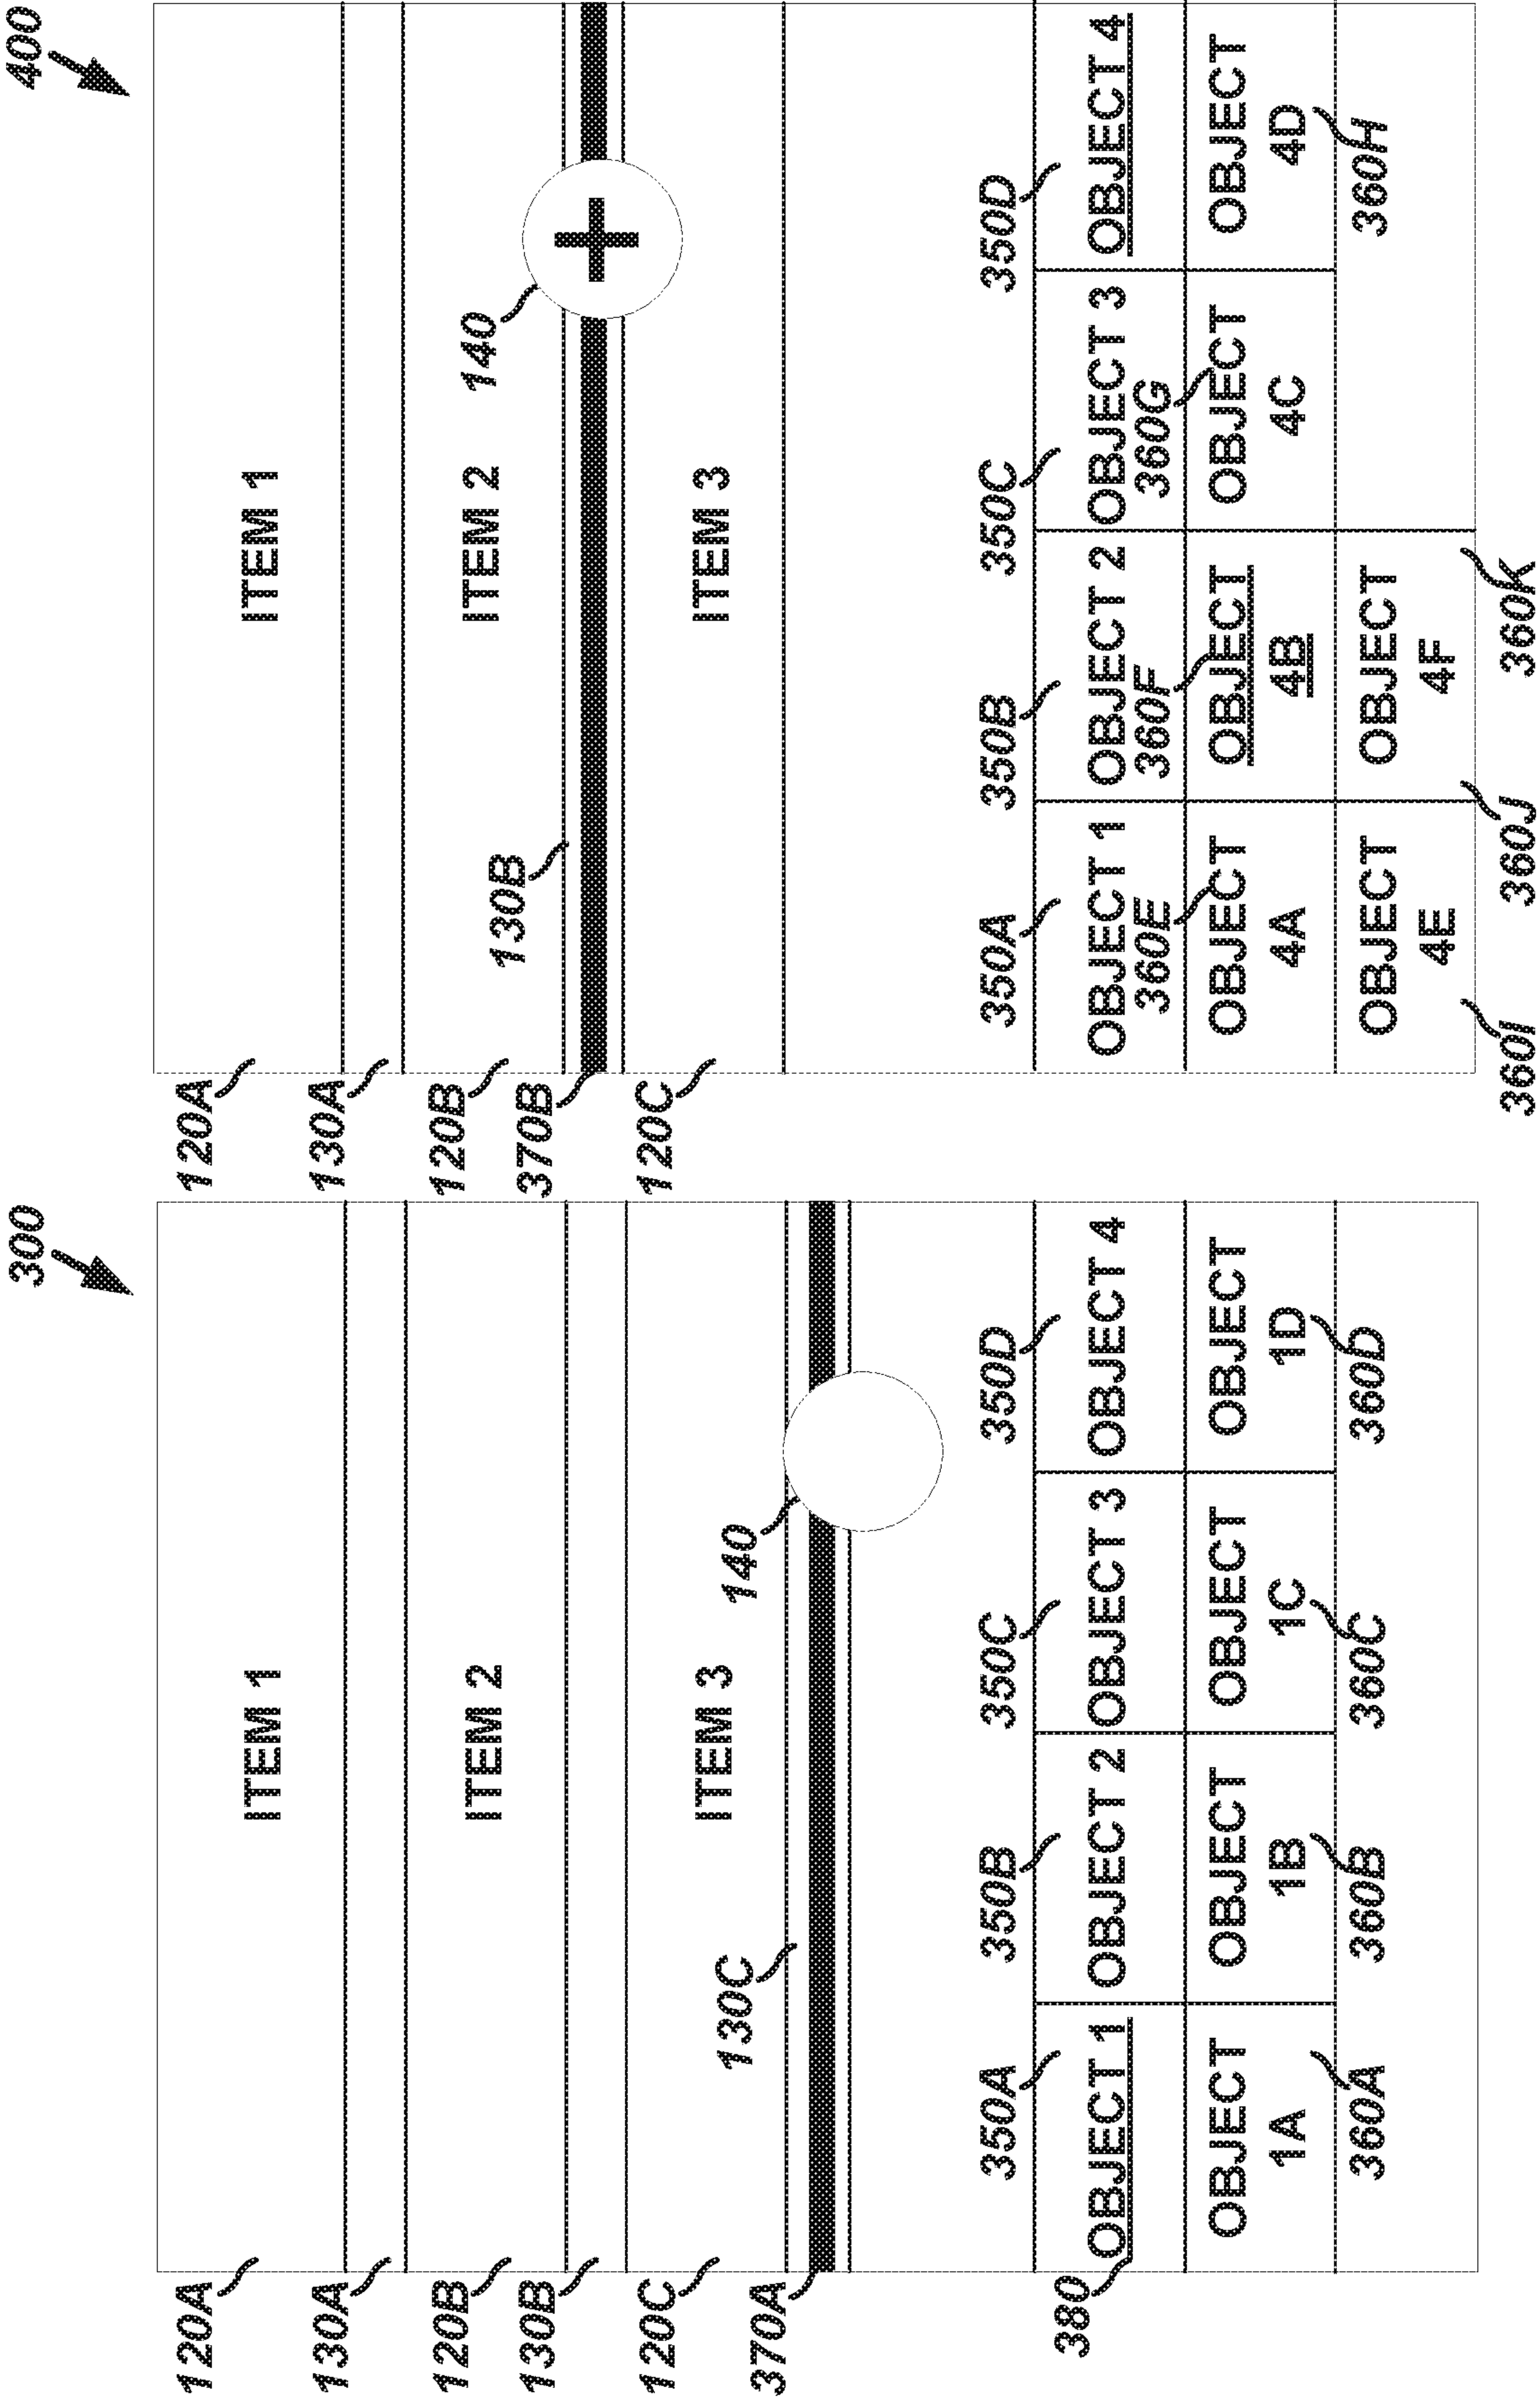 300
120A
ITEM 1
130A
120B
ITEM 2
130B
120C
ITEM 3
370A
130C
140
350A
350B
350C
350D
380
OBJECT 1
OBJECT 2
OBJECT 3
OBJECT 4
OBJECT
1A
OBJECT
1B
OBJECT
1C
OBJECT
1D
360A
360B
360C
360D
400
120A
ITEM 1
130A
120B
ITEM 2
140
130B
370B
120C
ITEM 3
350A
350B
350C
350D
OBJECT 1
OBJECT 2
OBJECT 3
OBJECT 4
360E
360F
360G
OBJECT
4A
OBJECT
4B
OBJECT
4C
OBJECT
4D
360H
OBJECT
4E
OBJECT
4F
360I
360J
360K